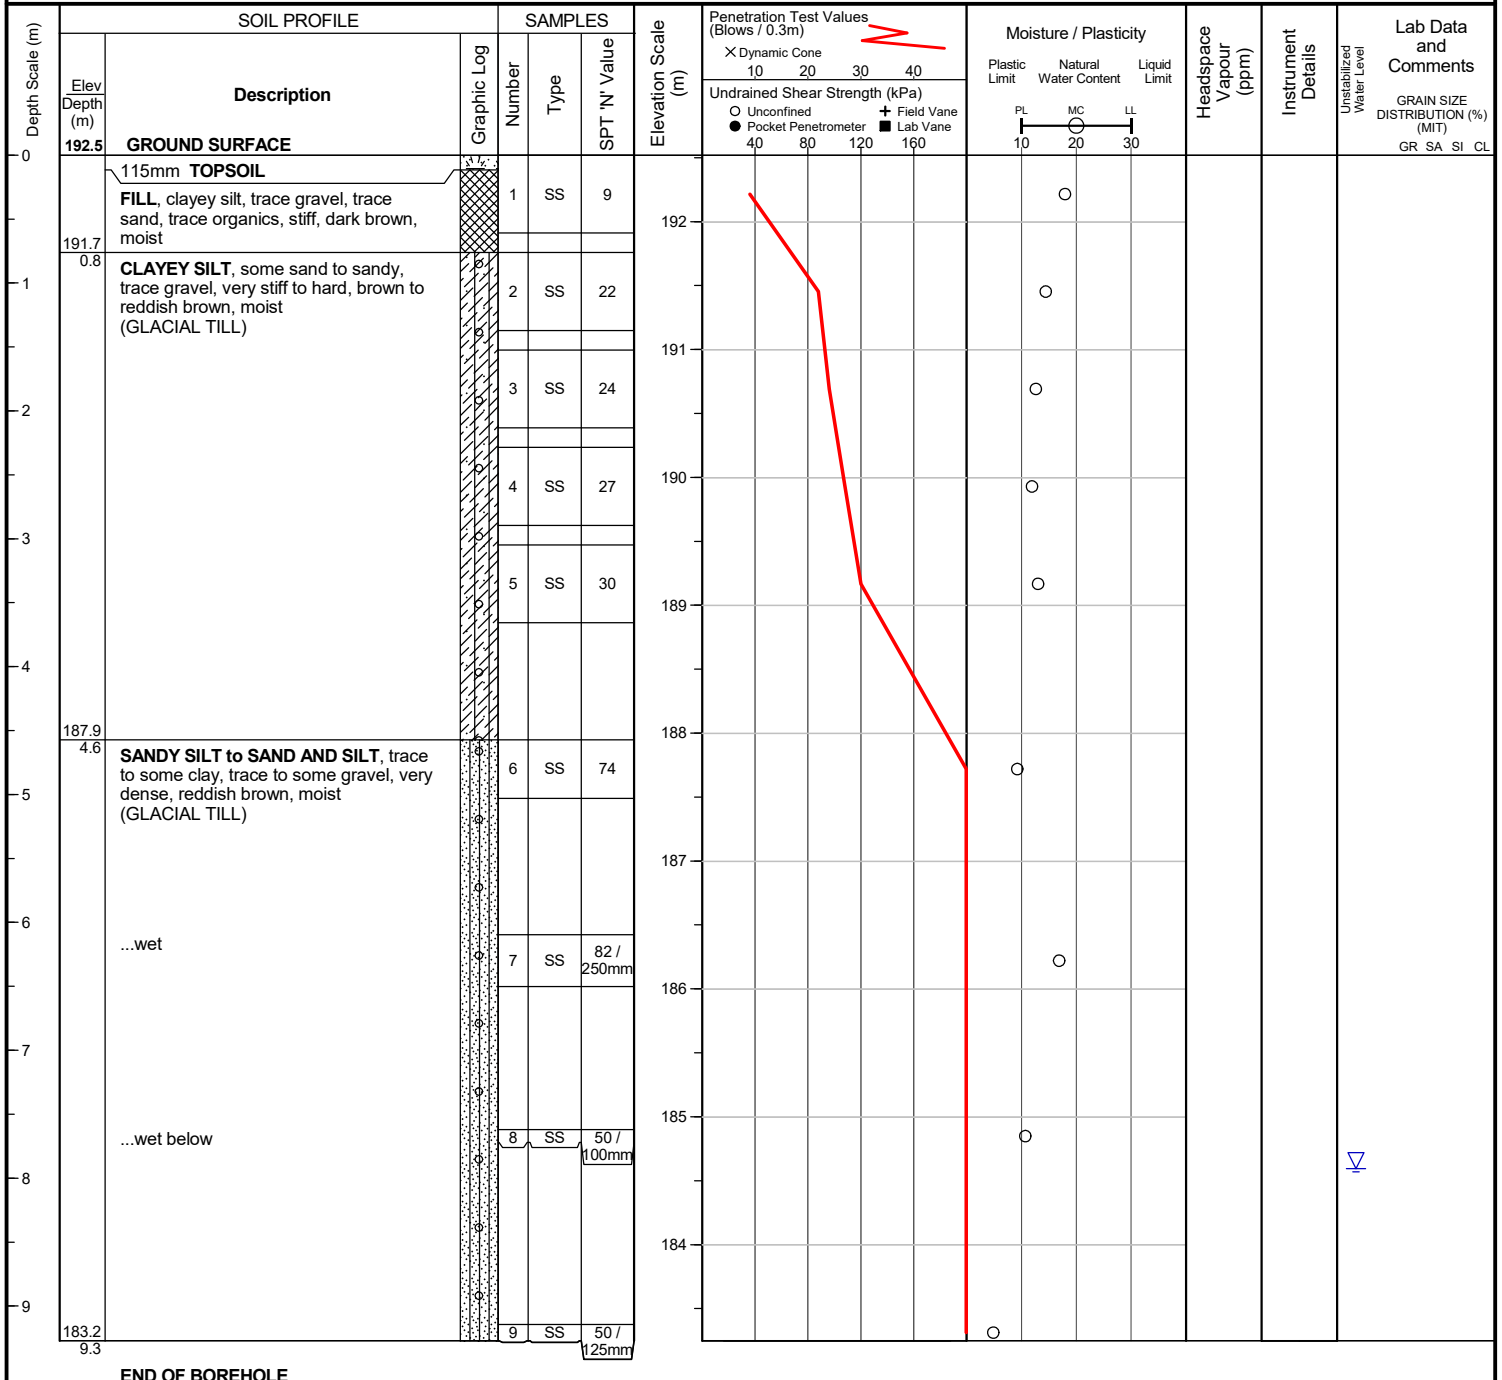 SOIL PROFILE
SAMPLES
Depth Scale (m)
Elev
Depth
(m)
192.5
Description
GROUND SURFACE
Graphic Log
Number
Type
SPT 'N' Value
Elevation Scale
(m)
Penetration Test Values
(Blows / 0.3m)
Dynamic Cone
10 20 30 40
Undrained Shear Strength (kPa)
Unconfined
Field Vane
Pocket Penetrometer
Lab Vane
40 80 120 160
Moisture / Plasticity
Plastic
Limit
Natural
Water Content
Liquid
Limit
PL MC LL
10 20 30
Headspace
Vapour
(ppm)
Instrument
Details
Unstabilized
Water Level
Lab Data
and
Comments
GRAIN SIZE
DISTRIBUTION (%)
(MIT)
GR SA SI CL
0
115mm TOPSOIL
FILL, clayey silt, trace gravel, trace
sand, trace organics, stiff, dark brown,
moist
1 SS 9
192
191.7
0.8
CLAYEY SILT, some sand to sandy,
trace gravel, very stiff to hard, brown to
reddish brown, moist
(GLACIAL TILL)
1
2 SS 22
191
3 SS 24
2
190
4 SS 27
3
5 SS 30
189
4
188
187.9
4.6
SANDY SILT to SAND AND SILT, trace
to some clay, trace to some gravel, very
dense, reddish brown, moist
(GLACIAL TILL)
6 SS 74
5
187
6
...wet
7 SS 82 /
250mm
186
7
185
...wet below
8 SS 50 /
100mm
8
184
9
183.2
9.3
9 SS 50 /
125mm
END OF BOREHOLE